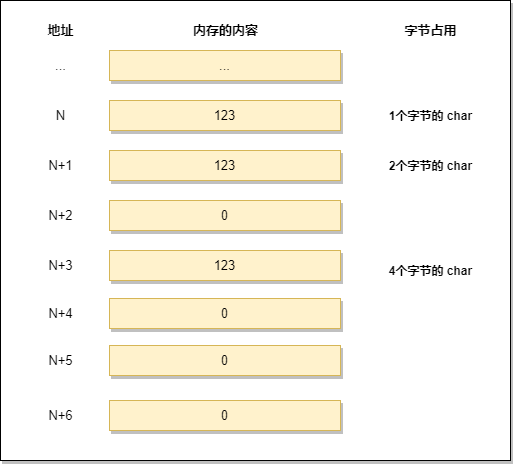 地址 内存的内容 字节占用
... ...
N 123 1个字节的 char
N+1 123 2个字节的 char
N+2 0
N+3 123 4个字节的 char
N+4 0
N+5 0
N+6 0